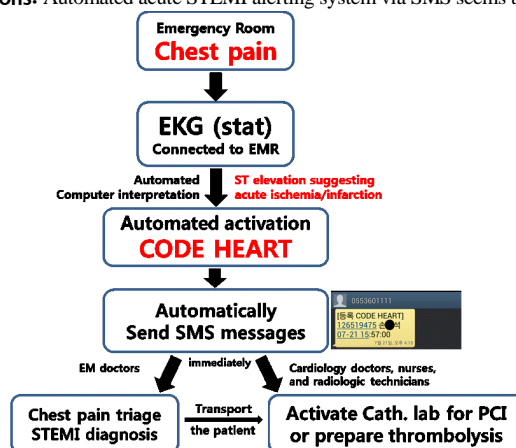 ons: Automated acute STEMI alerting system via SMS seems t
Emergency Room
Chest pain
EKG (stat)
Connected to EMR
Automated
Computer interpretation
ST elevation suggesting
acute ischemia/infarction
Automated activation
CODE HEART
Automatically
Send SMS messages
0553601111
[등록 CODE HEART]
126519475 손 석
07-21 15:57:00
EM doctors
immediately
Cardiology doctors, nurses,
and radiologic technicians
Chest pain triage
STEMI diagnosis
Transport
the patient
Activate Cath. lab for PCI
or prepare thrombolysis